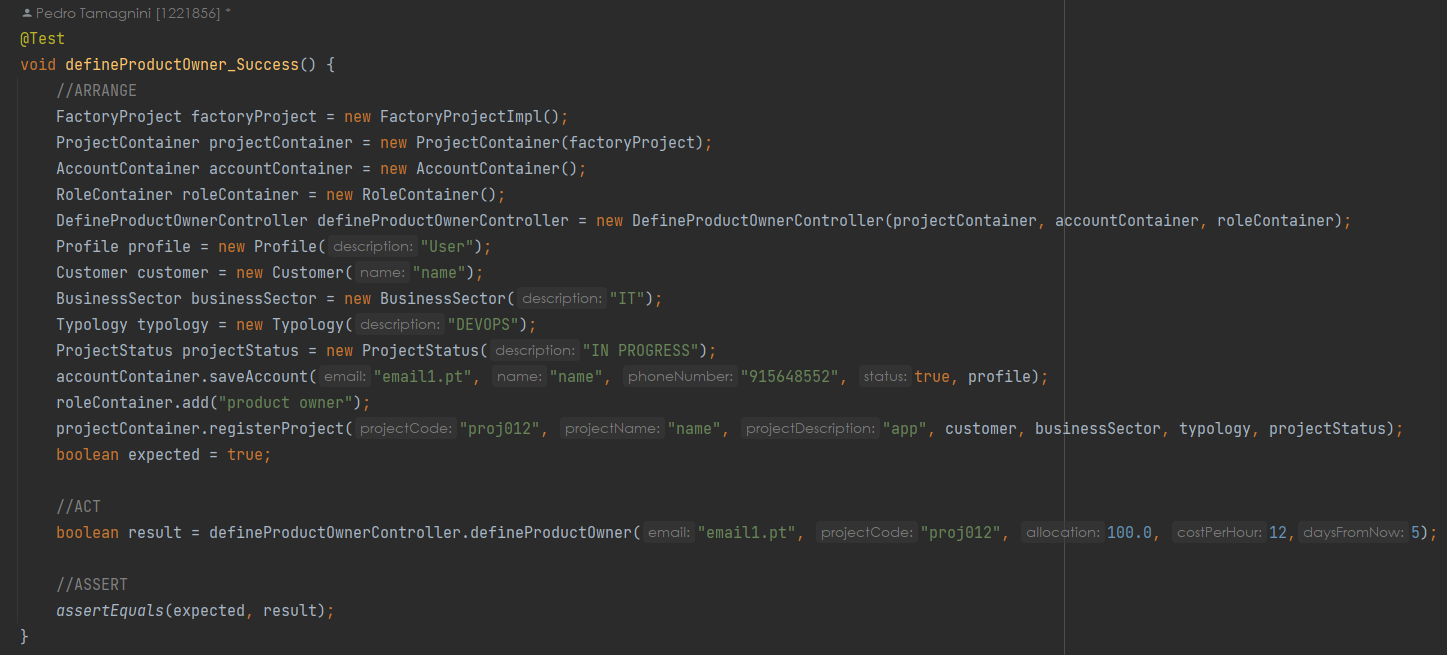 Pedro Tamagnini [1221856] *
@Test
void defineProductOwner_Success() {
//ARRANGE
FactoryProject factoryProject = new FactoryProjectImpl();
ProjectContainer projectContainer = new ProjectContainer(factoryProject);
AccountContainer accountContainer = new AccountContainer();
RoleContainer roleContainer = new RoleContainer();
DefineProductOwnerController defineProductOwnerController = new DefineProductOwnerController(projectContainer, accountContainer, roleContainer);
Profile profile = new Profile( description: "User");
Customer customer = new Customer( name: "name");
BusinessSector businessSector = new BusinessSector( description: "IT");
Typology typology = new Typology( description: "DEVOPS");
ProjectStatus projectStatus = new ProjectStatus( description: "IN PROGRESS");
accountContainer.saveAccount( email: "email1.pt", name: "name", phoneNumber: "915648552", status: true, profile);
roleContainer.add("product owner");
projectContainer.registerProject( projectCode: "proj012", projectName: "name", projectDescription: "app", customer, businessSector, typology, projectStatus);
boolean expected = true;
//ACT
boolean result = defineProductOwnerController.defineProductOwner( email: "email1.pt", projectCode: "proj012", allocation: 100.0, costPerHour: 12, daysFromNow: 5);
//ASSERT
assertEquals(expected, result);
}